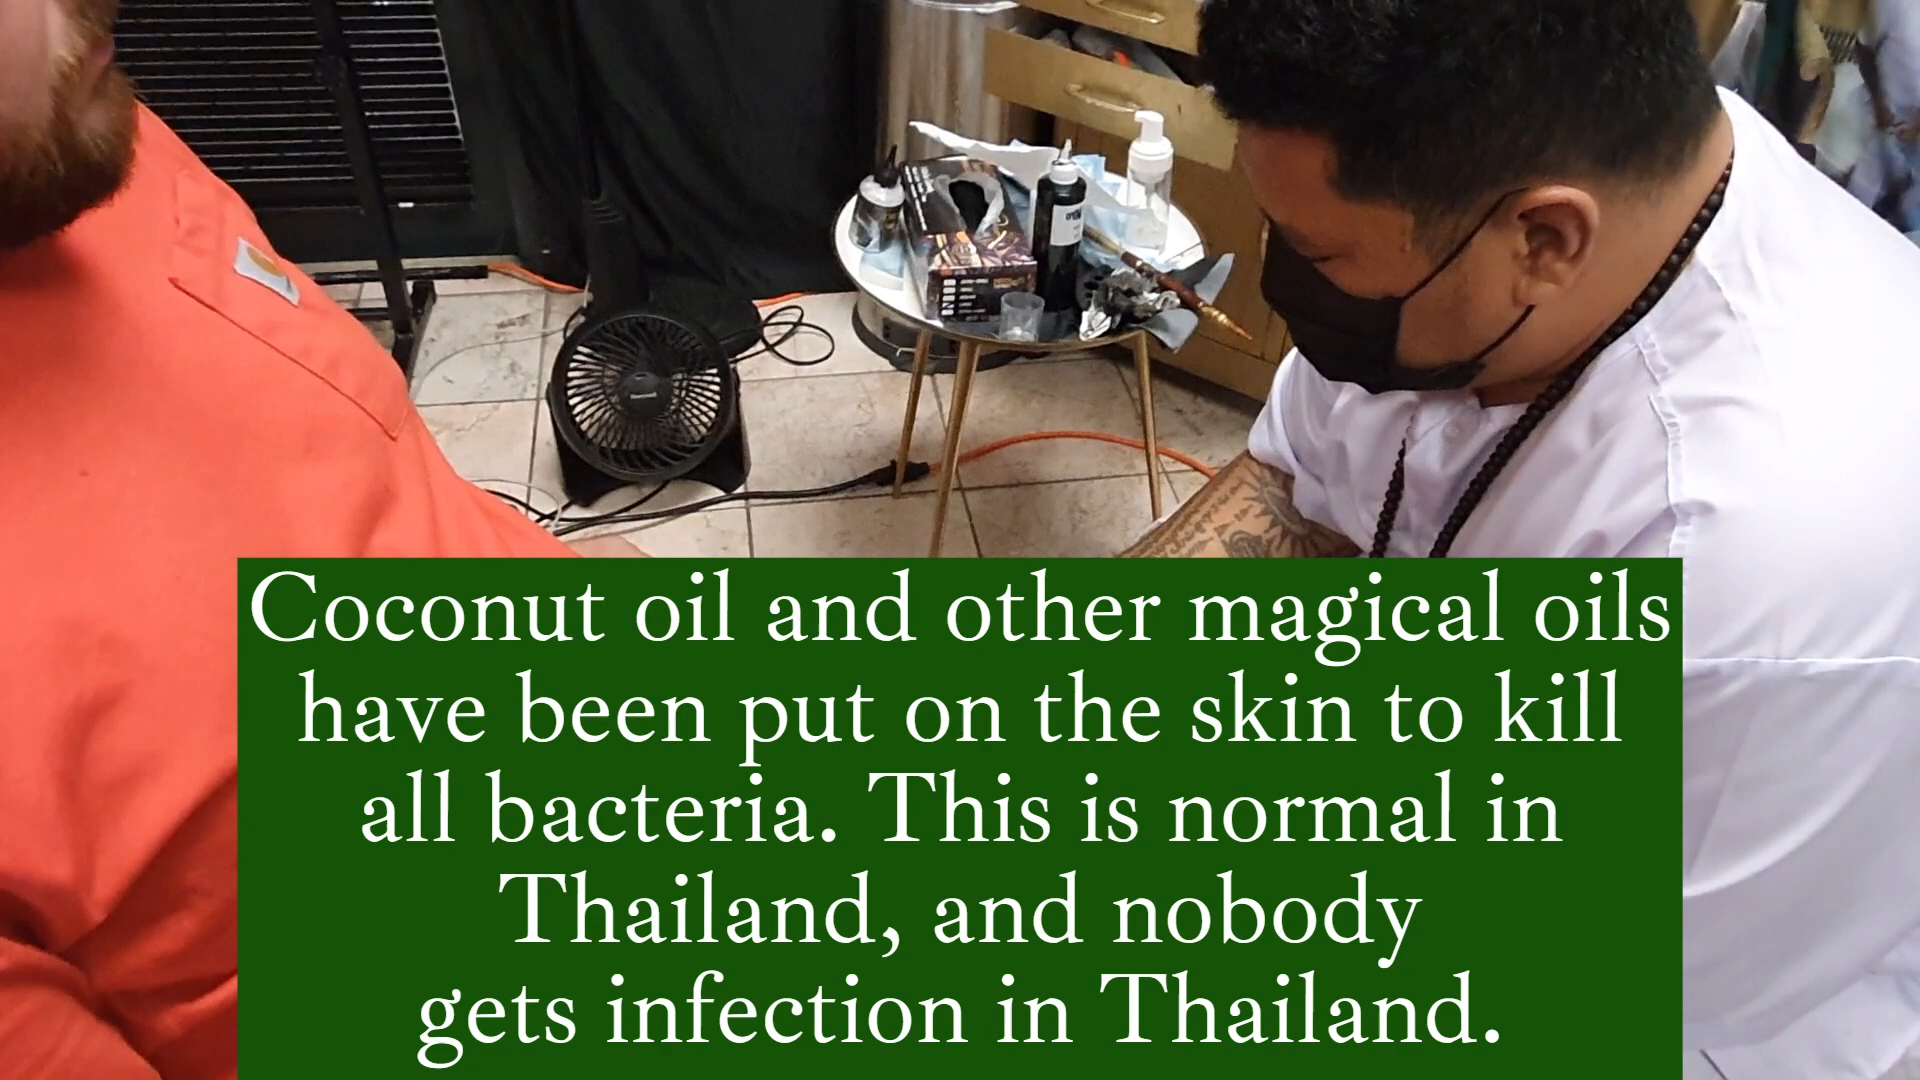 Coconut oil and other magical oils
have been put on the skin to kill
all bacteria. This is normal in
Thailand, and nobody
gets infection in Thailand.